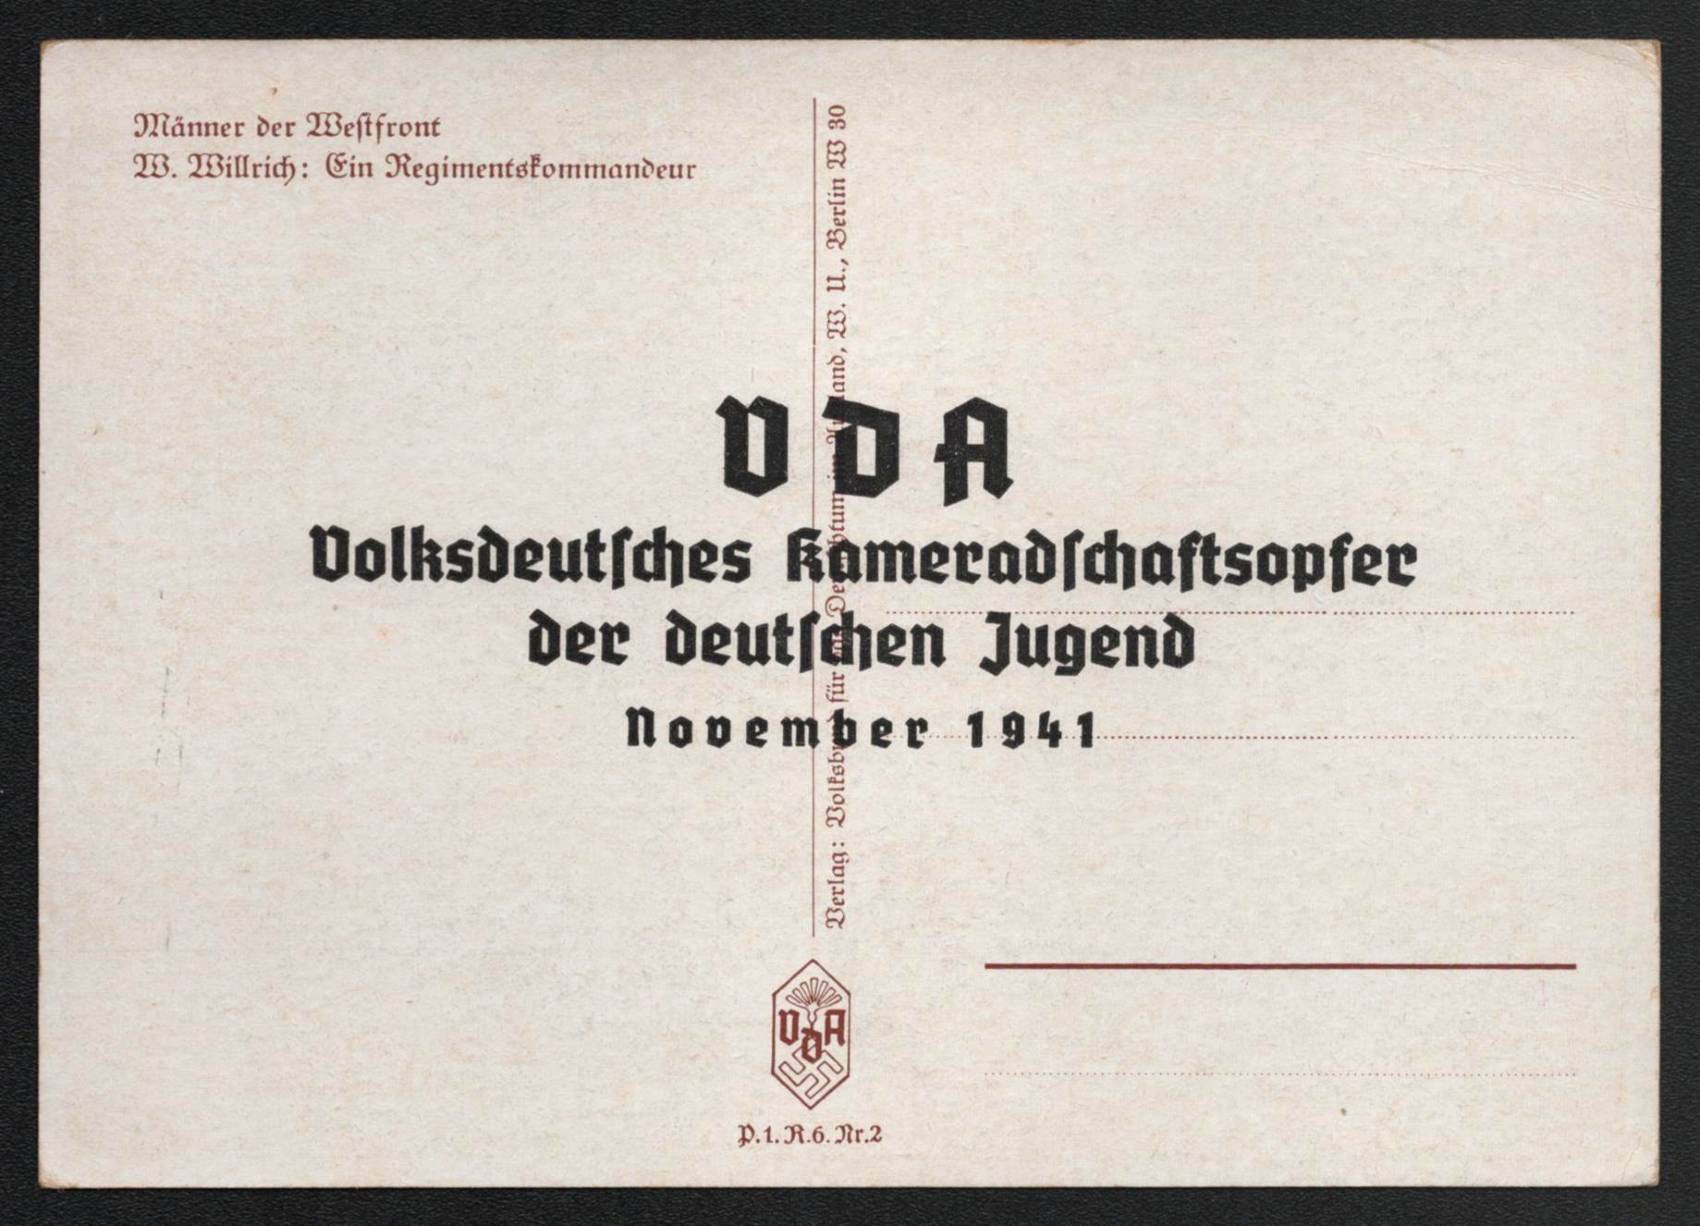 Männer der Weſtfront
W. Willrich: Ein Regimentskommandeur
VDA
Volksdeutſches Kameradſchaftsopfer
der deutſchen Jugend
November 1941
Verlag: Volksbund für das Deutſchtum im Ausland, W. U., Berlin W 30
VDA
P.1.R.6.Nr.2